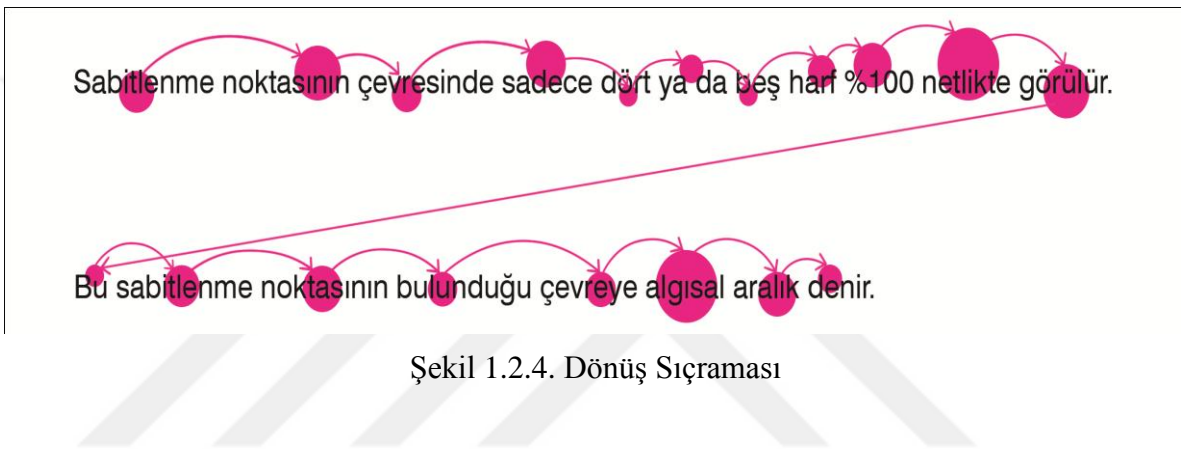 Sabitlenme noktasının çevresinde sadece dört ya da beş harf %100 netlikte görülür.
Bu sabitlenme noktasının bulunduğu çevreye algısal aralık denir.
Şekil 1.2.4. Dönüş Sıçraması